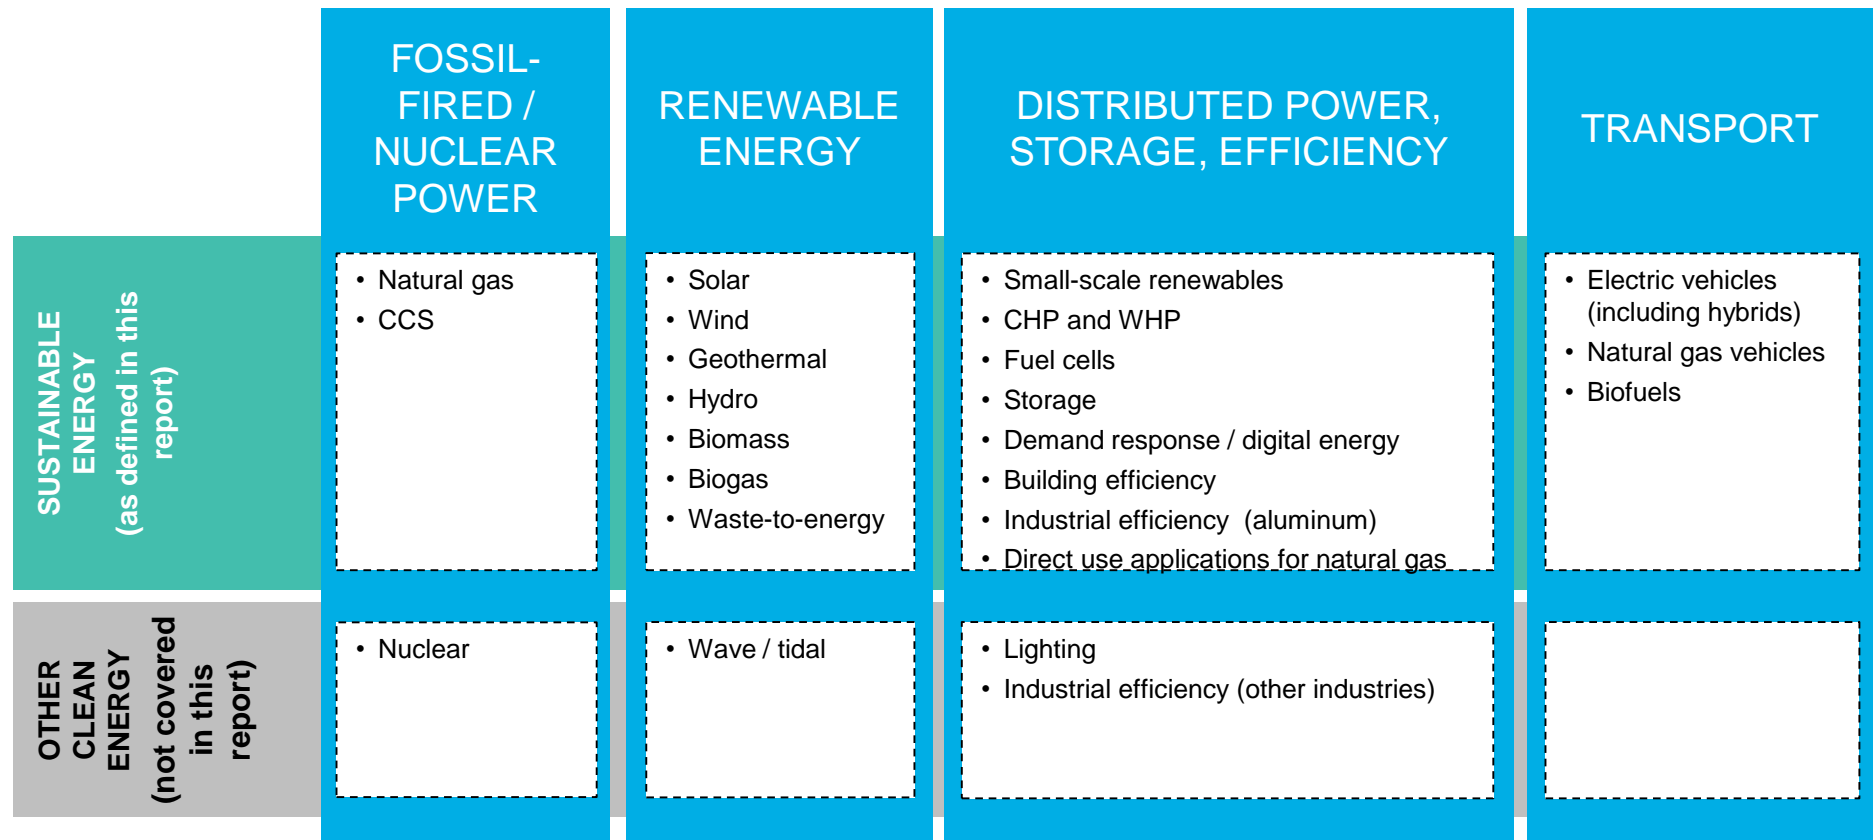 FOSSIL-
FIRED /
NUCLEAR
POWER
RENEWABLE
ENERGY
DISTRIBUTED POWER,
STORAGE, EFFICIENCY
TRANSPORT
SUSTAINABLE
ENERGY
(as defined in this
report)
• Natural gas
• CCS
• Solar
• Wind
• Geothermal
• Hydro
• Biomass
• Biogas
• Waste-to-energy
• Small-scale renewables
• CHP and WHP
• Fuel cells
• Storage
• Demand response / digital energy
• Building efficiency
• Industrial efficiency (aluminum)
• Direct use applications for natural gas
• Electric vehicles
(including hybrids)
• Natural gas vehicles
• Biofuels
OTHER
CLEAN
ENERGY
(not covered
in this
report)
• Nuclear
• Wave / tidal
• Lighting
• Industrial efficiency (other industries)